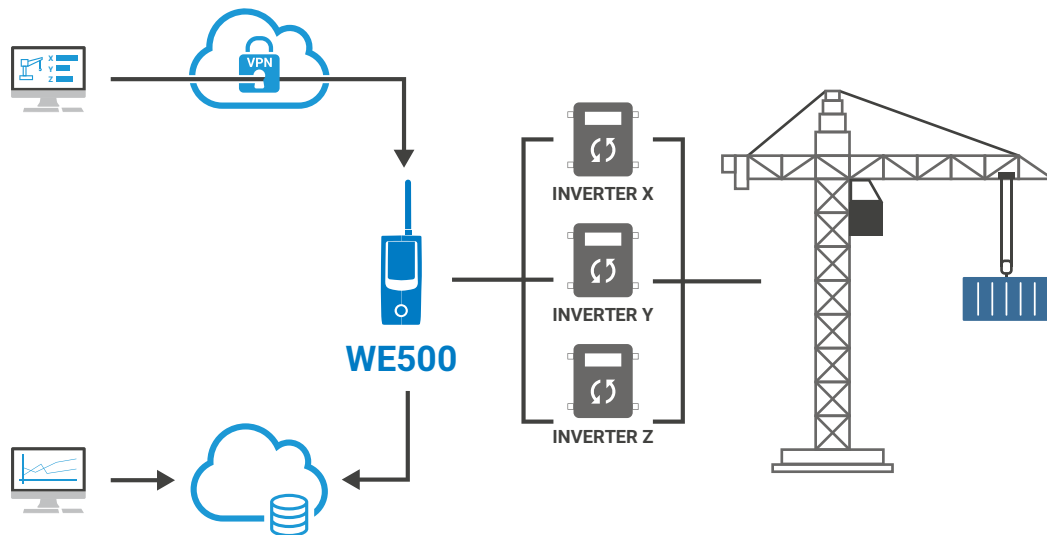 X
Y
Z
VPN
INVERTER X
INVERTER Y
WE500
INVERTER Z